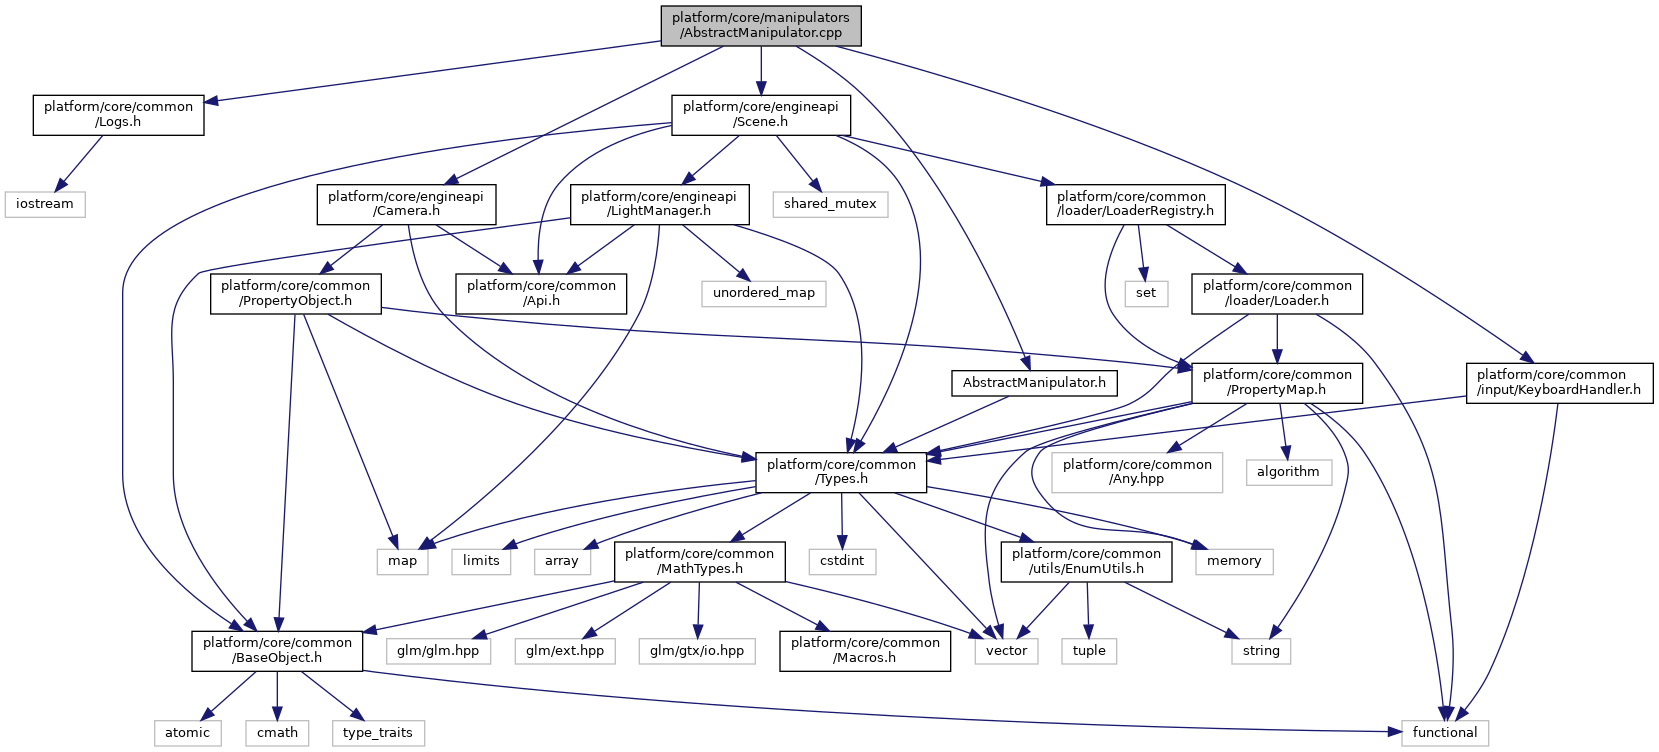 platform/core/manipulators
/AbstractManipulator.cpp
platform/core/common
/Logs.h
platform/core/engineapi
/Scene.h
iostream
platform/core/engineapi
/Camera.h
platform/core/engineapi
/LightManager.h
shared_mutex
platform/core/common
/loader/LoaderRegistry.h
platform/core/common
/PropertyObject.h
platform/core/common
/Api.h
unordered_map
set
platform/core/common
/loader/Loader.h
AbstractManipulator.h
platform/core/common
/PropertyMap.h
platform/core/common
/input/KeyboardHandler.h
platform/core/common
/Types.h
platform/core/common
/Any.hpp
algorithm
map
limits
array
platform/core/common
/MathTypes.h
cstdint
platform/core/common
/utils/EnumUtils.h
memory
platform/core/common
/BaseObject.h
glm/glm.hpp
glm/ext.hpp
glm/gtx/io.hpp
platform/core/common
/Macros.h
vector
tuple
string
atomic
cmath
type_traits
functional